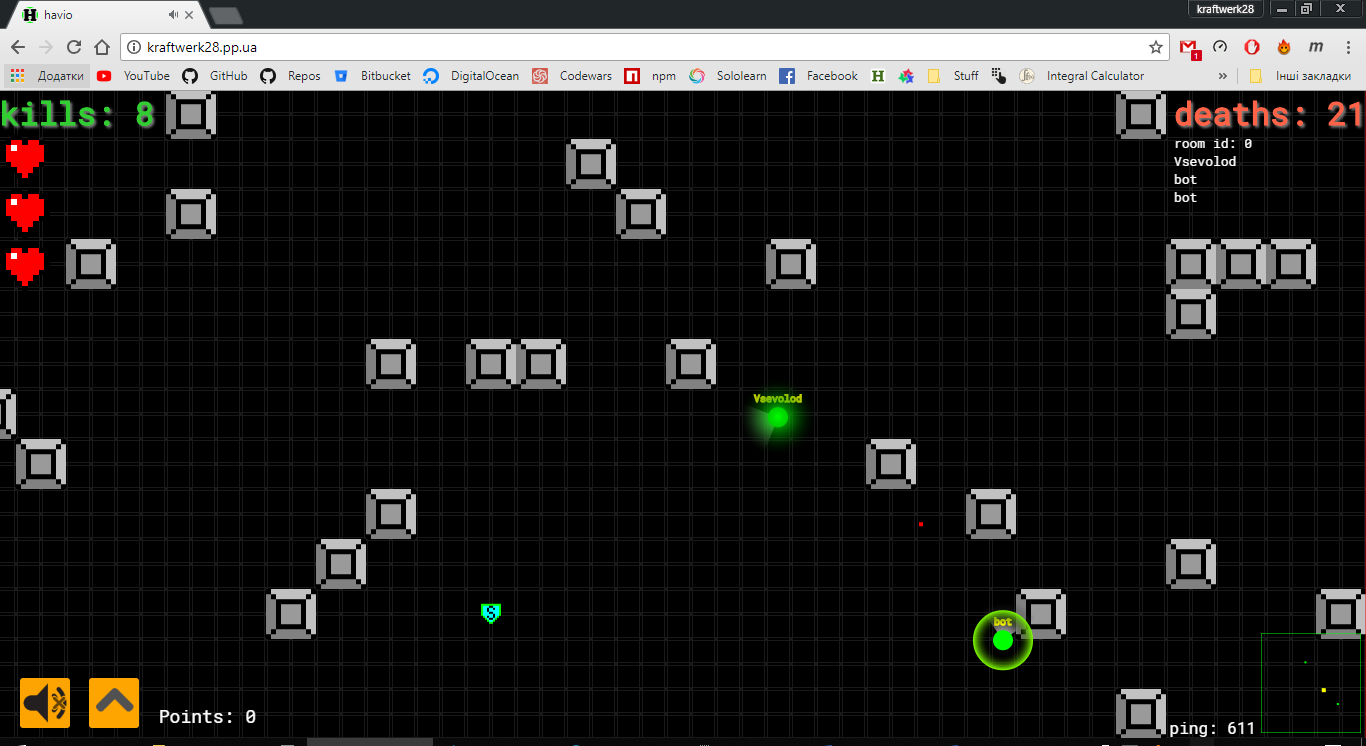 havio
kraftwerk28
kraftwerk28.pp.ua
1
m
Додатки YouTube GitHub Repos Bitbucket DigitalOcean Codewars npm Sololearn Facebook H Stuff Integral Calculator » Інші закладки
kills: 8
deaths: 21
room id: 0
Vsevolod
bot
bot
Vsevolod
S
bot
Points: 0
ping: 611